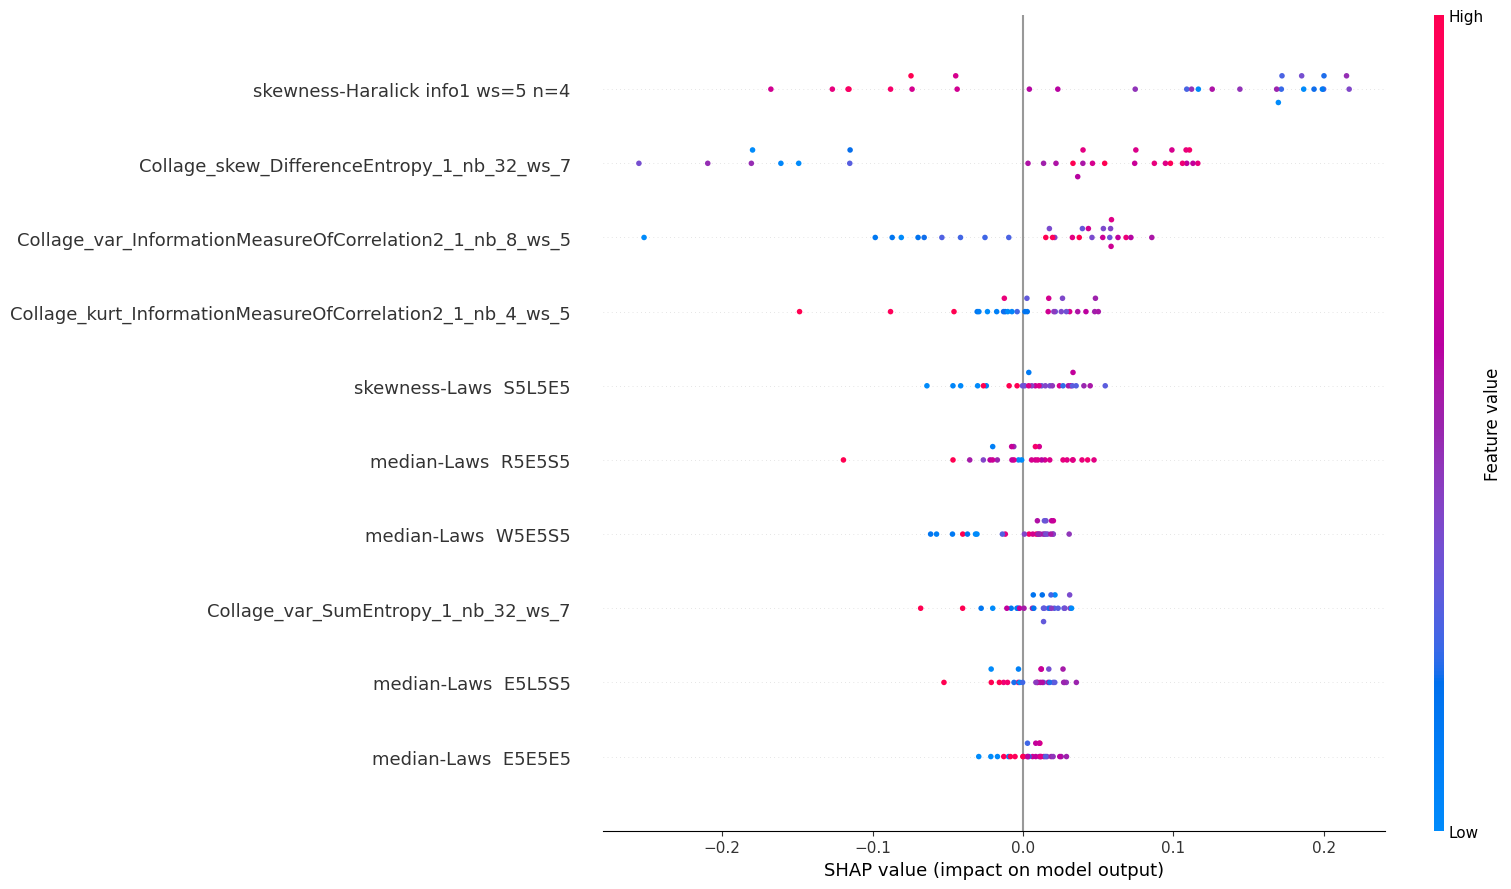 High
skewness-Haralick info1 ws=5 n=4
Collage_skew_DifferenceEntropy_1_nb_32_ws_7
Collage_var_InformationMeasureOfCorrelation2_1_nb_8_ws_5
Collage_kurt_InformationMeasureOfCorrelation2_1_nb_4_ws_5
skewness-Laws  S5L5E5
median-Laws  R5E5S5
median-Laws  W5E5S5
Collage_var_SumEntropy_1_nb_32_ws_7
median-Laws  E5L5S5
median-Laws  E5E5E5
Feature value
Low
−0.2 −0.1 0.0 0.1 0.2
SHAP value (impact on model output)